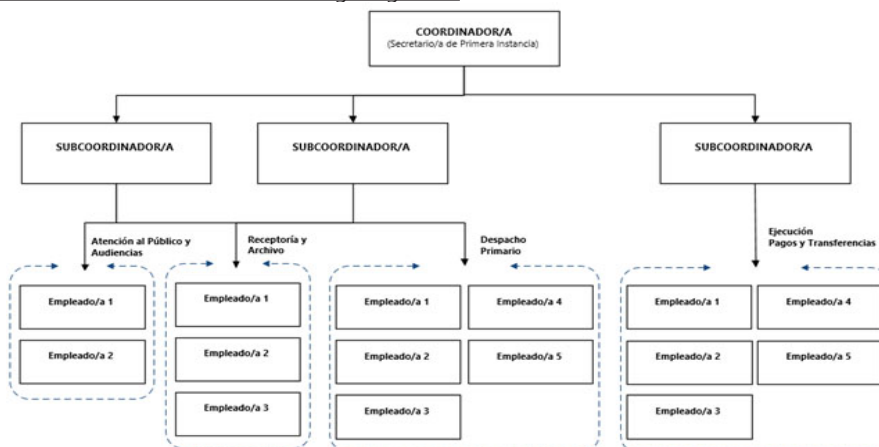 COORDINADOR/A
(Secretario/a de Primera Instancia)
SUBCOORDINADOR/A
SUBCOORDINADOR/A
SUBCOORDINADOR/A
Atención al Público y
Audiencias
Receptoría y
Archivo
Despacho
Primario
Ejecución
Pagos y Transferencias
Empleado/a 1
Empleado/a 2
Empleado/a 1
Empleado/a 2
Empleado/a 3
Empleado/a 1
Empleado/a 4
Empleado/a 2
Empleado/a 5
Empleado/a 3
Empleado/a 1
Empleado/a 4
Empleado/a 2
Empleado/a 5
Empleado/a 3